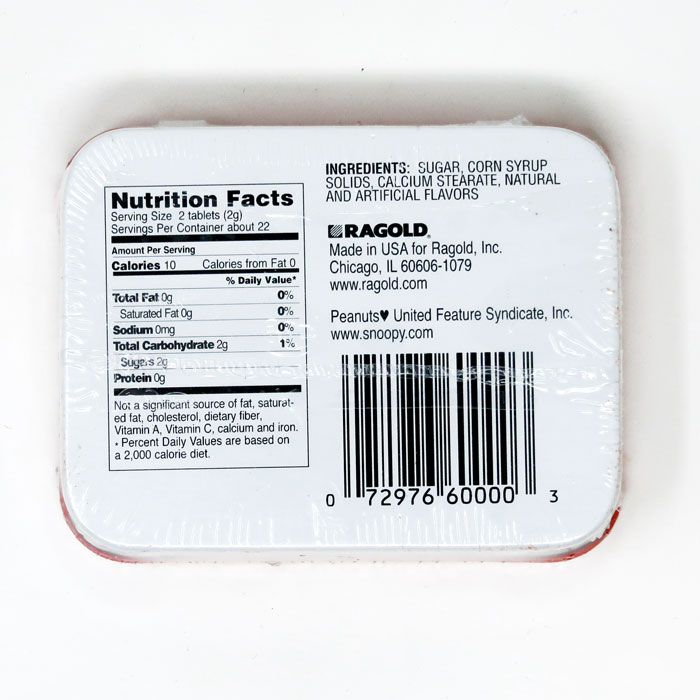 Nutrition Facts
Serving Size 2 tablets (2g)
Servings Per Container about 22
Amount Per Serving
Calories 10 Calories from Fat 0
% Daily Value*
Total Fat 0g 0%
Saturated Fat 0g 0%
Sodium 0mg 0%
Total Carbohydrate 2g 1%
Sugars 2g
Protein 0g
Not a significant source of fat, saturat-
ed fat, cholesterol, dietary fiber,
Vitamin A, Vitamin C, calcium and iron.
* Percent Daily Values are based on
a 2,000 calorie diet.
INGREDIENTS: SUGAR, CORN SYRUP
SOLIDS, CALCIUM STEARATE, NATURAL
AND ARTIFICIAL FLAVORS
RAGOLD®
Made in USA for Ragold, Inc.
Chicago, IL 60606-1079
www.ragold.com
Peanuts♥ United Feature Syndicate, Inc.
www.snoopy.com
0 72976 60000 3